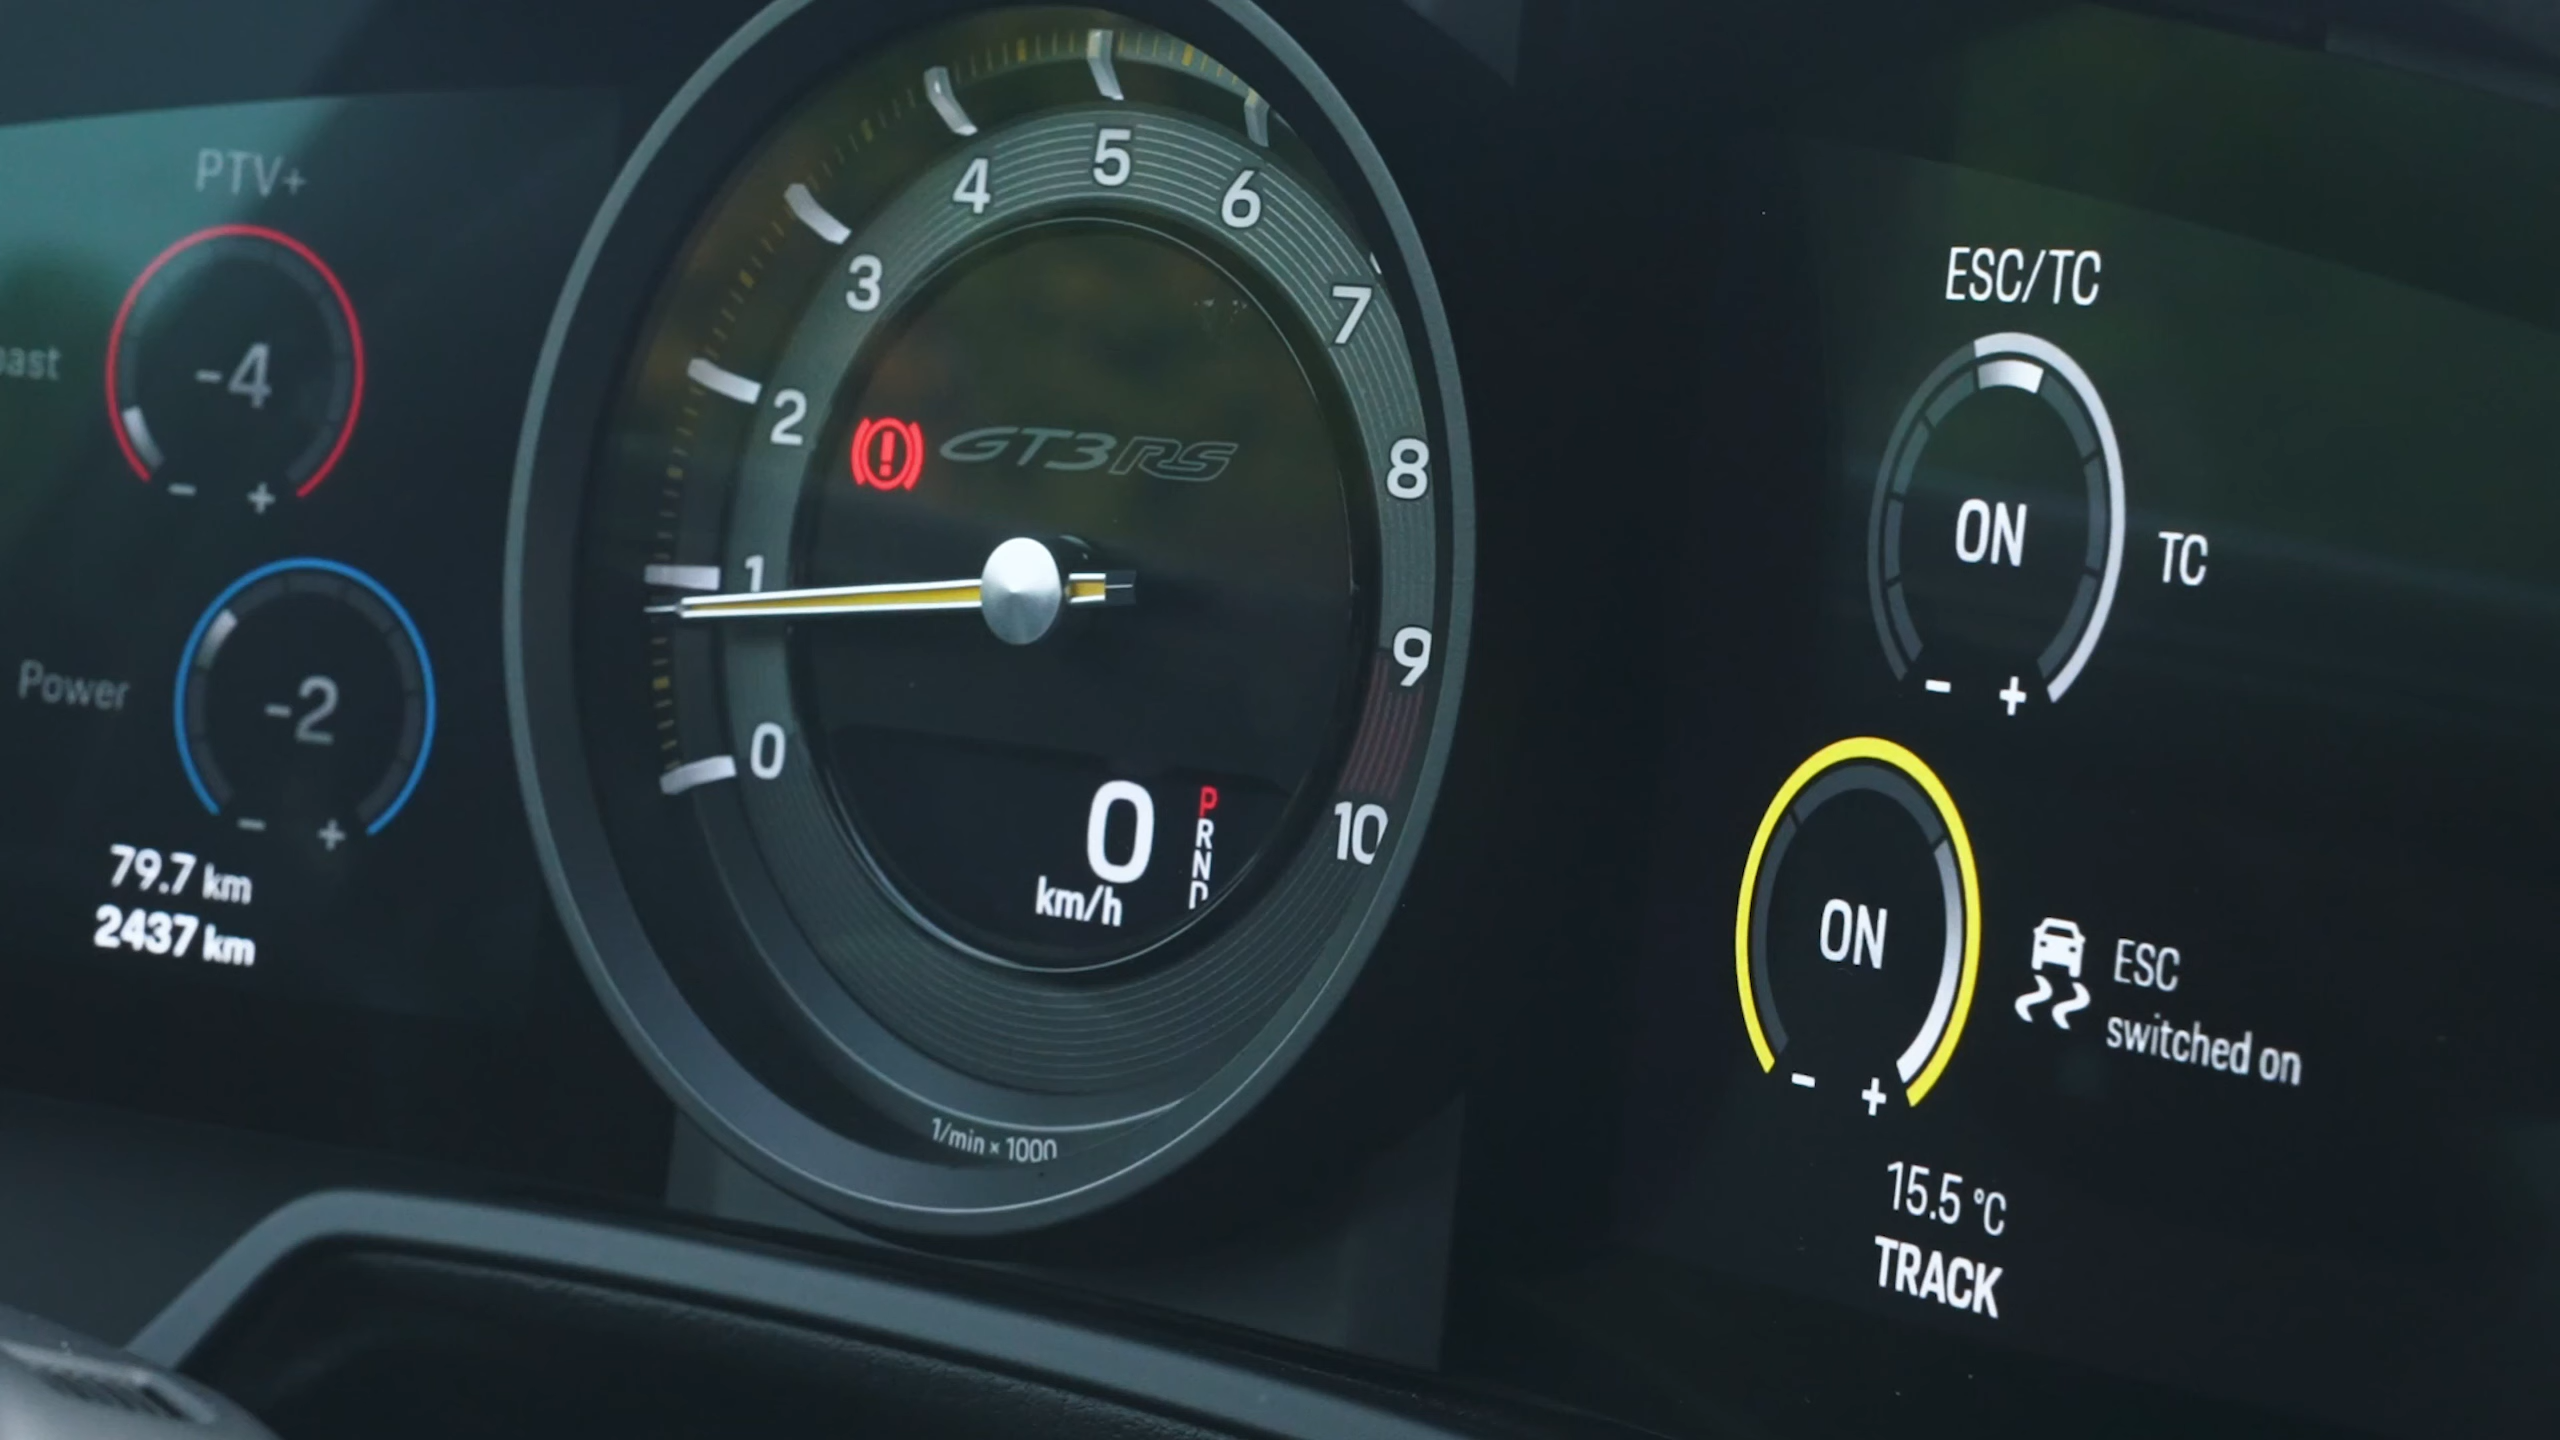 PTV+
-4
- +
Power
-2
- +
79.7 km
2437 km
0
1
2
3
4
5
6
7
8
9
10
GT3RS
0
km/h
P
R
N
D
1/min × 1000
ESC/TC
ON
TC
- +
ON
ESC
switched on
- +
15.5 °C
TRACK